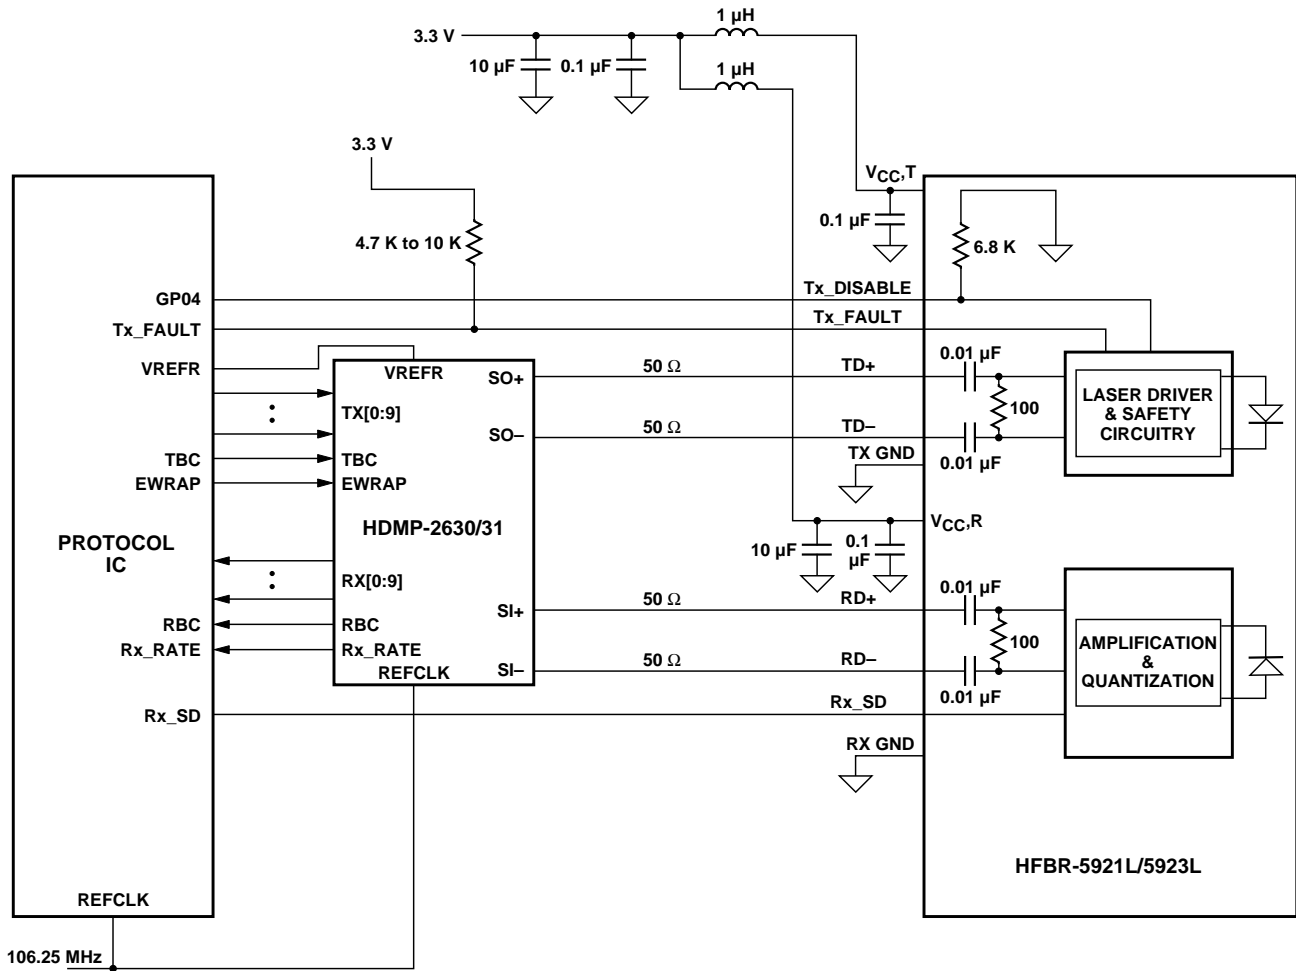 1 µH
3.3 V
10 µF
0.1 µF
1 µH
3.3 V
VCC,T
0.1 µF
4.7 K to 10 K
6.8 K
GP04
Tx_DISABLE
Tx_FAULT
Tx_FAULT
VREFR
VREFR
SO+
50 Ω
TD+
0.01 µF
TX[0:9]
100
LASER DRIVER
& SAFETY
CIRCUITRY
SO–
50 Ω
TD–
0.01 µF
TX GND
TBC
TBC
EWRAP
EWRAP
HDMP-2630/31
VCC,R
PROTOCOL
IC
10 µF
0.1
µF
RX[0:9]
SI+
50 Ω
RD+
0.01 µF
RBC
RBC
100
AMPLIFICATION
&
QUANTIZATION
Rx_RATE
Rx_RATE
REFCLK
SI–
50 Ω
RD–
0.01 µF
Rx_SD
Rx_SD
RX GND
HFBR-5921L/5923L
REFCLK
106.25 MHz